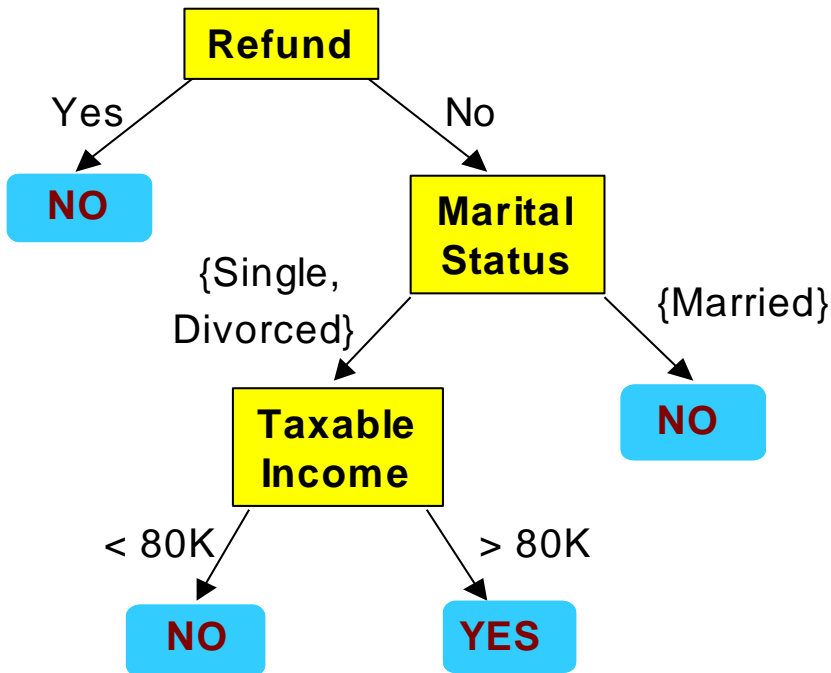 Refund
Yes
No
NO
Marital
Status
{Single,
Divorced}
{Married}
Taxable
Income
NO
< 80K
> 80K
NO
YES